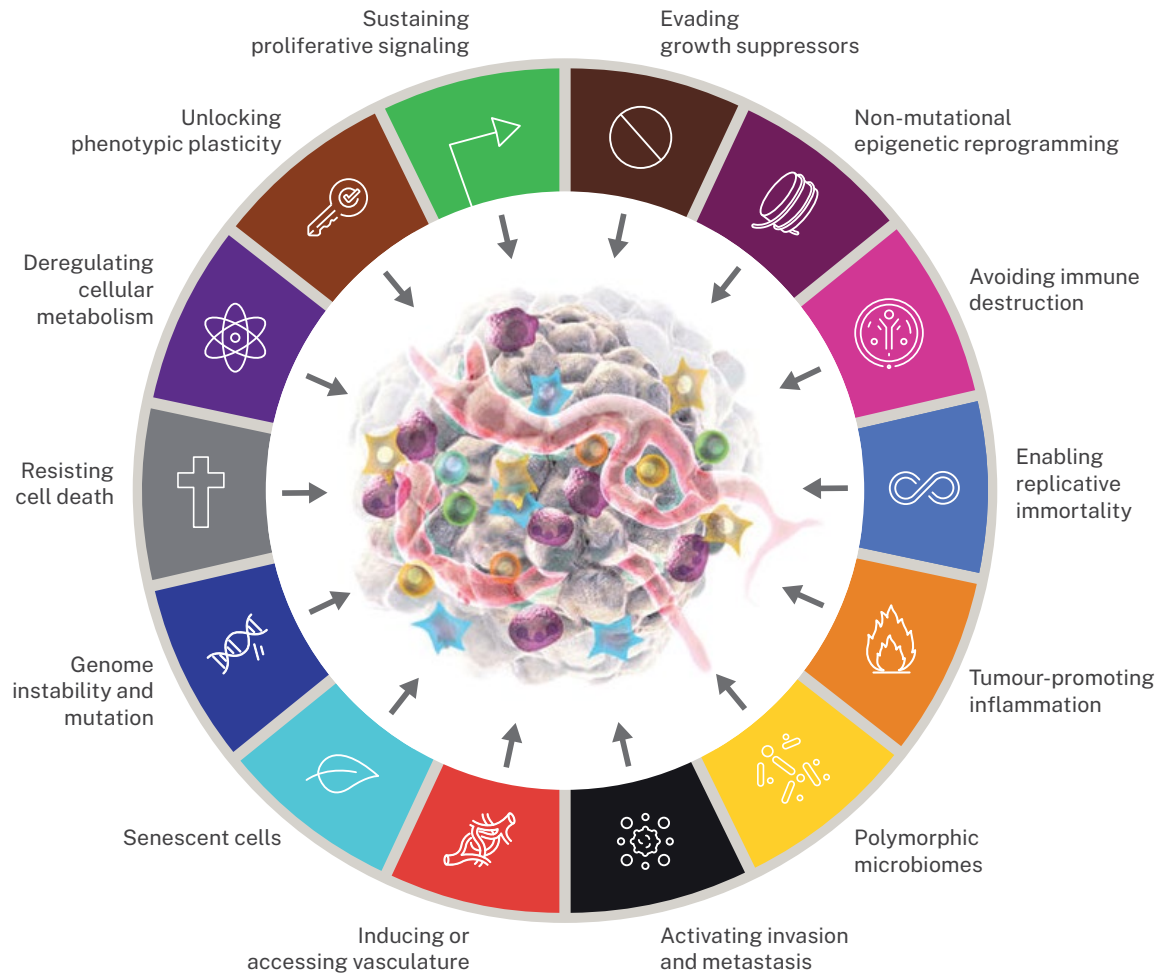 Sustaining
proliferative signaling
Evading
growth suppressors
Non-mutational
epigenetic reprogramming
Avoiding immune
destruction
Enabling
replicative
immortality
Tumour-promoting
inflammation
Polymorphic
microbiomes
Activating invasion
and metastasis
Inducing or
accessing vasculature
Senescent cells
Genome
instability and
mutation
Resisting
cell death
Deregulating
cellular
metabolism
Unlocking
phenotypic plasticity